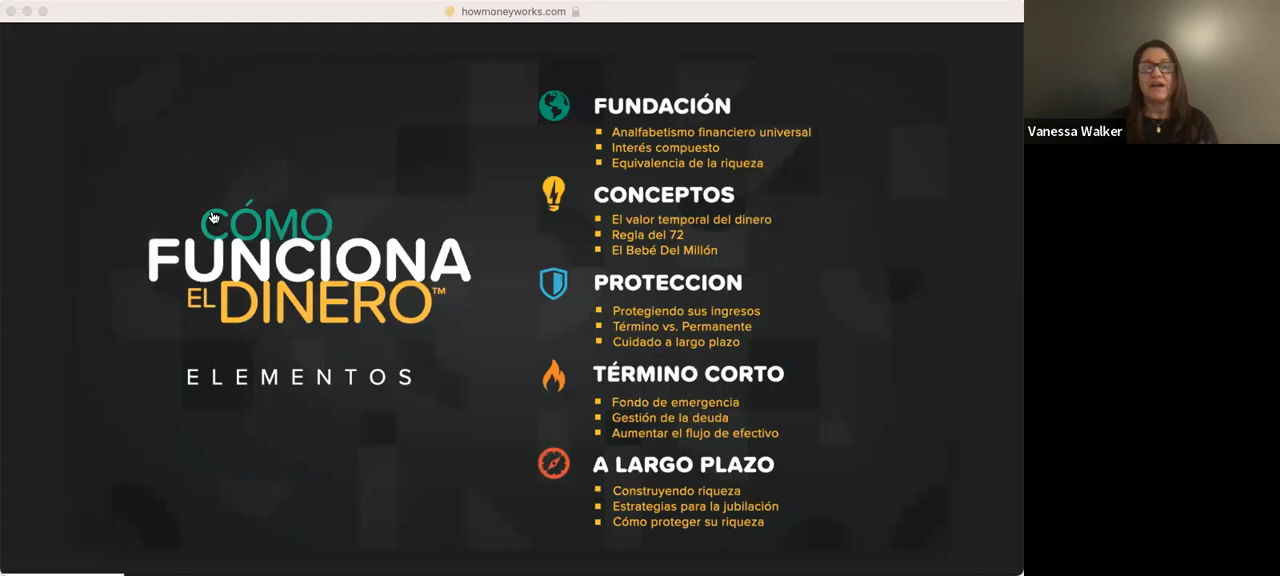 howmoneyworks.com
CÓMO
FUNCIONA
EL DINERO™
ELEMENTOS
FUNDACIÓN
Analfabetismo financiero universal
Interés compuesto
Equivalencia de la riqueza
CONCEPTOS
El valor temporal del dinero
Regla del 72
El Bebé Del Millón
PROTECCION
Protegiendo sus ingresos
Término vs. Permanente
Cuidado a largo plazo
TÉRMINO CORTO
Fondo de emergencia
Gestión de la deuda
Aumentar el flujo de efectivo
A LARGO PLAZO
Construyendo riqueza
Estrategias para la jubilación
Cómo proteger su riqueza
Vanessa Walker